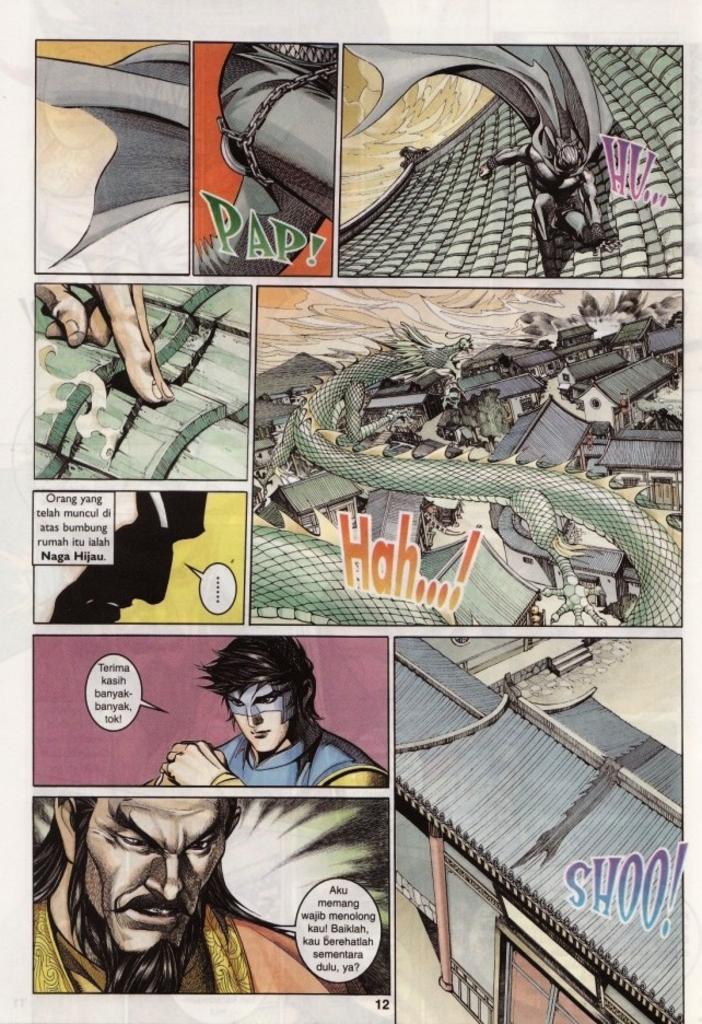 PAP!
HU...
Orang yang
telah muncul di
atas bumbung
rumah itu ialah
Naga Hijau.
.......
Hah....!
Terima
kasih
banyak-
banyak,
tok!
Aku
memang
wajib menolong
kau! Baiklah,
kau berehatlah
sementara
dulu, ya?
SHOO!
12